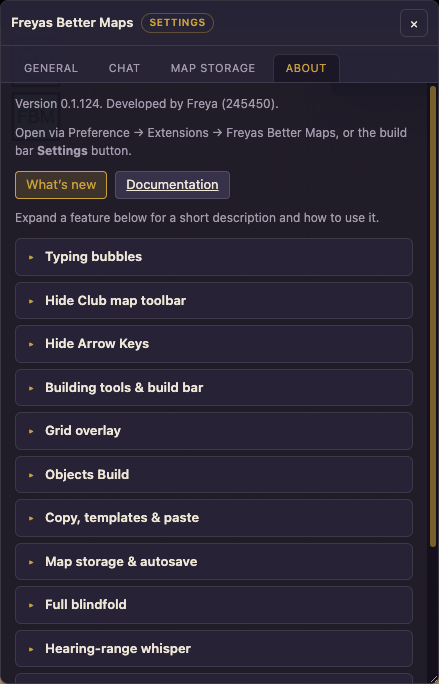 Freyas Better Maps SETTINGS ×
GENERAL CHAT MAP STORAGE ABOUT
FBM
Version 0.1.124. Developed by Freya (245450).
Open via Preference → Extensions → Freyas Better Maps, or the build
bar Settings button.
What's new Documentation
Expand a feature below for a short description and how to use it.
▸ Typing bubbles
▸ Hide Club map toolbar
▸ Hide Arrow Keys
▸ Building tools & build bar
▸ Grid overlay
▸ Objects Build
▸ Copy, templates & paste
▸ Map storage & autosave
▸ Full blindfold
▸ Hearing-range whisper